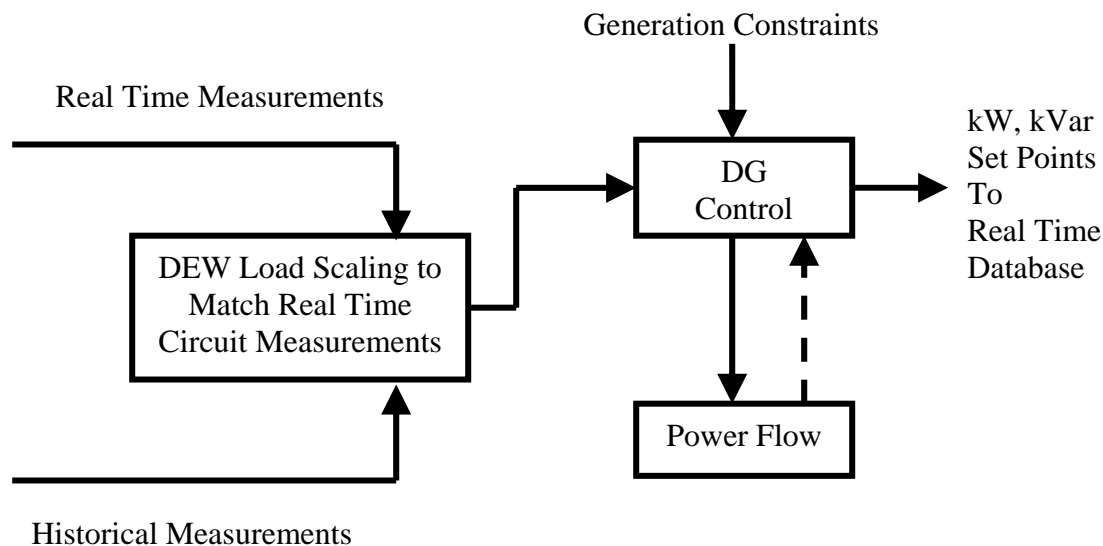 Generation Constraints
Real Time Measurements
kW, kVar
Set Points
To
Real Time
Database
DG
Control
DEW Load Scaling to
Match Real Time
Circuit Measurements
Power Flow
Historical Measurements